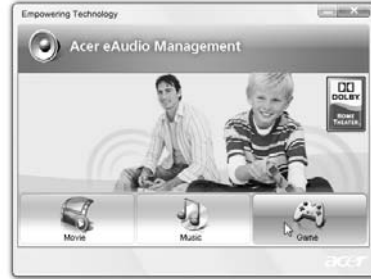 Empowering Technology
Acer eAudio Management
DOLBY
HOME
THEATER
Movie
Music
Game
acer